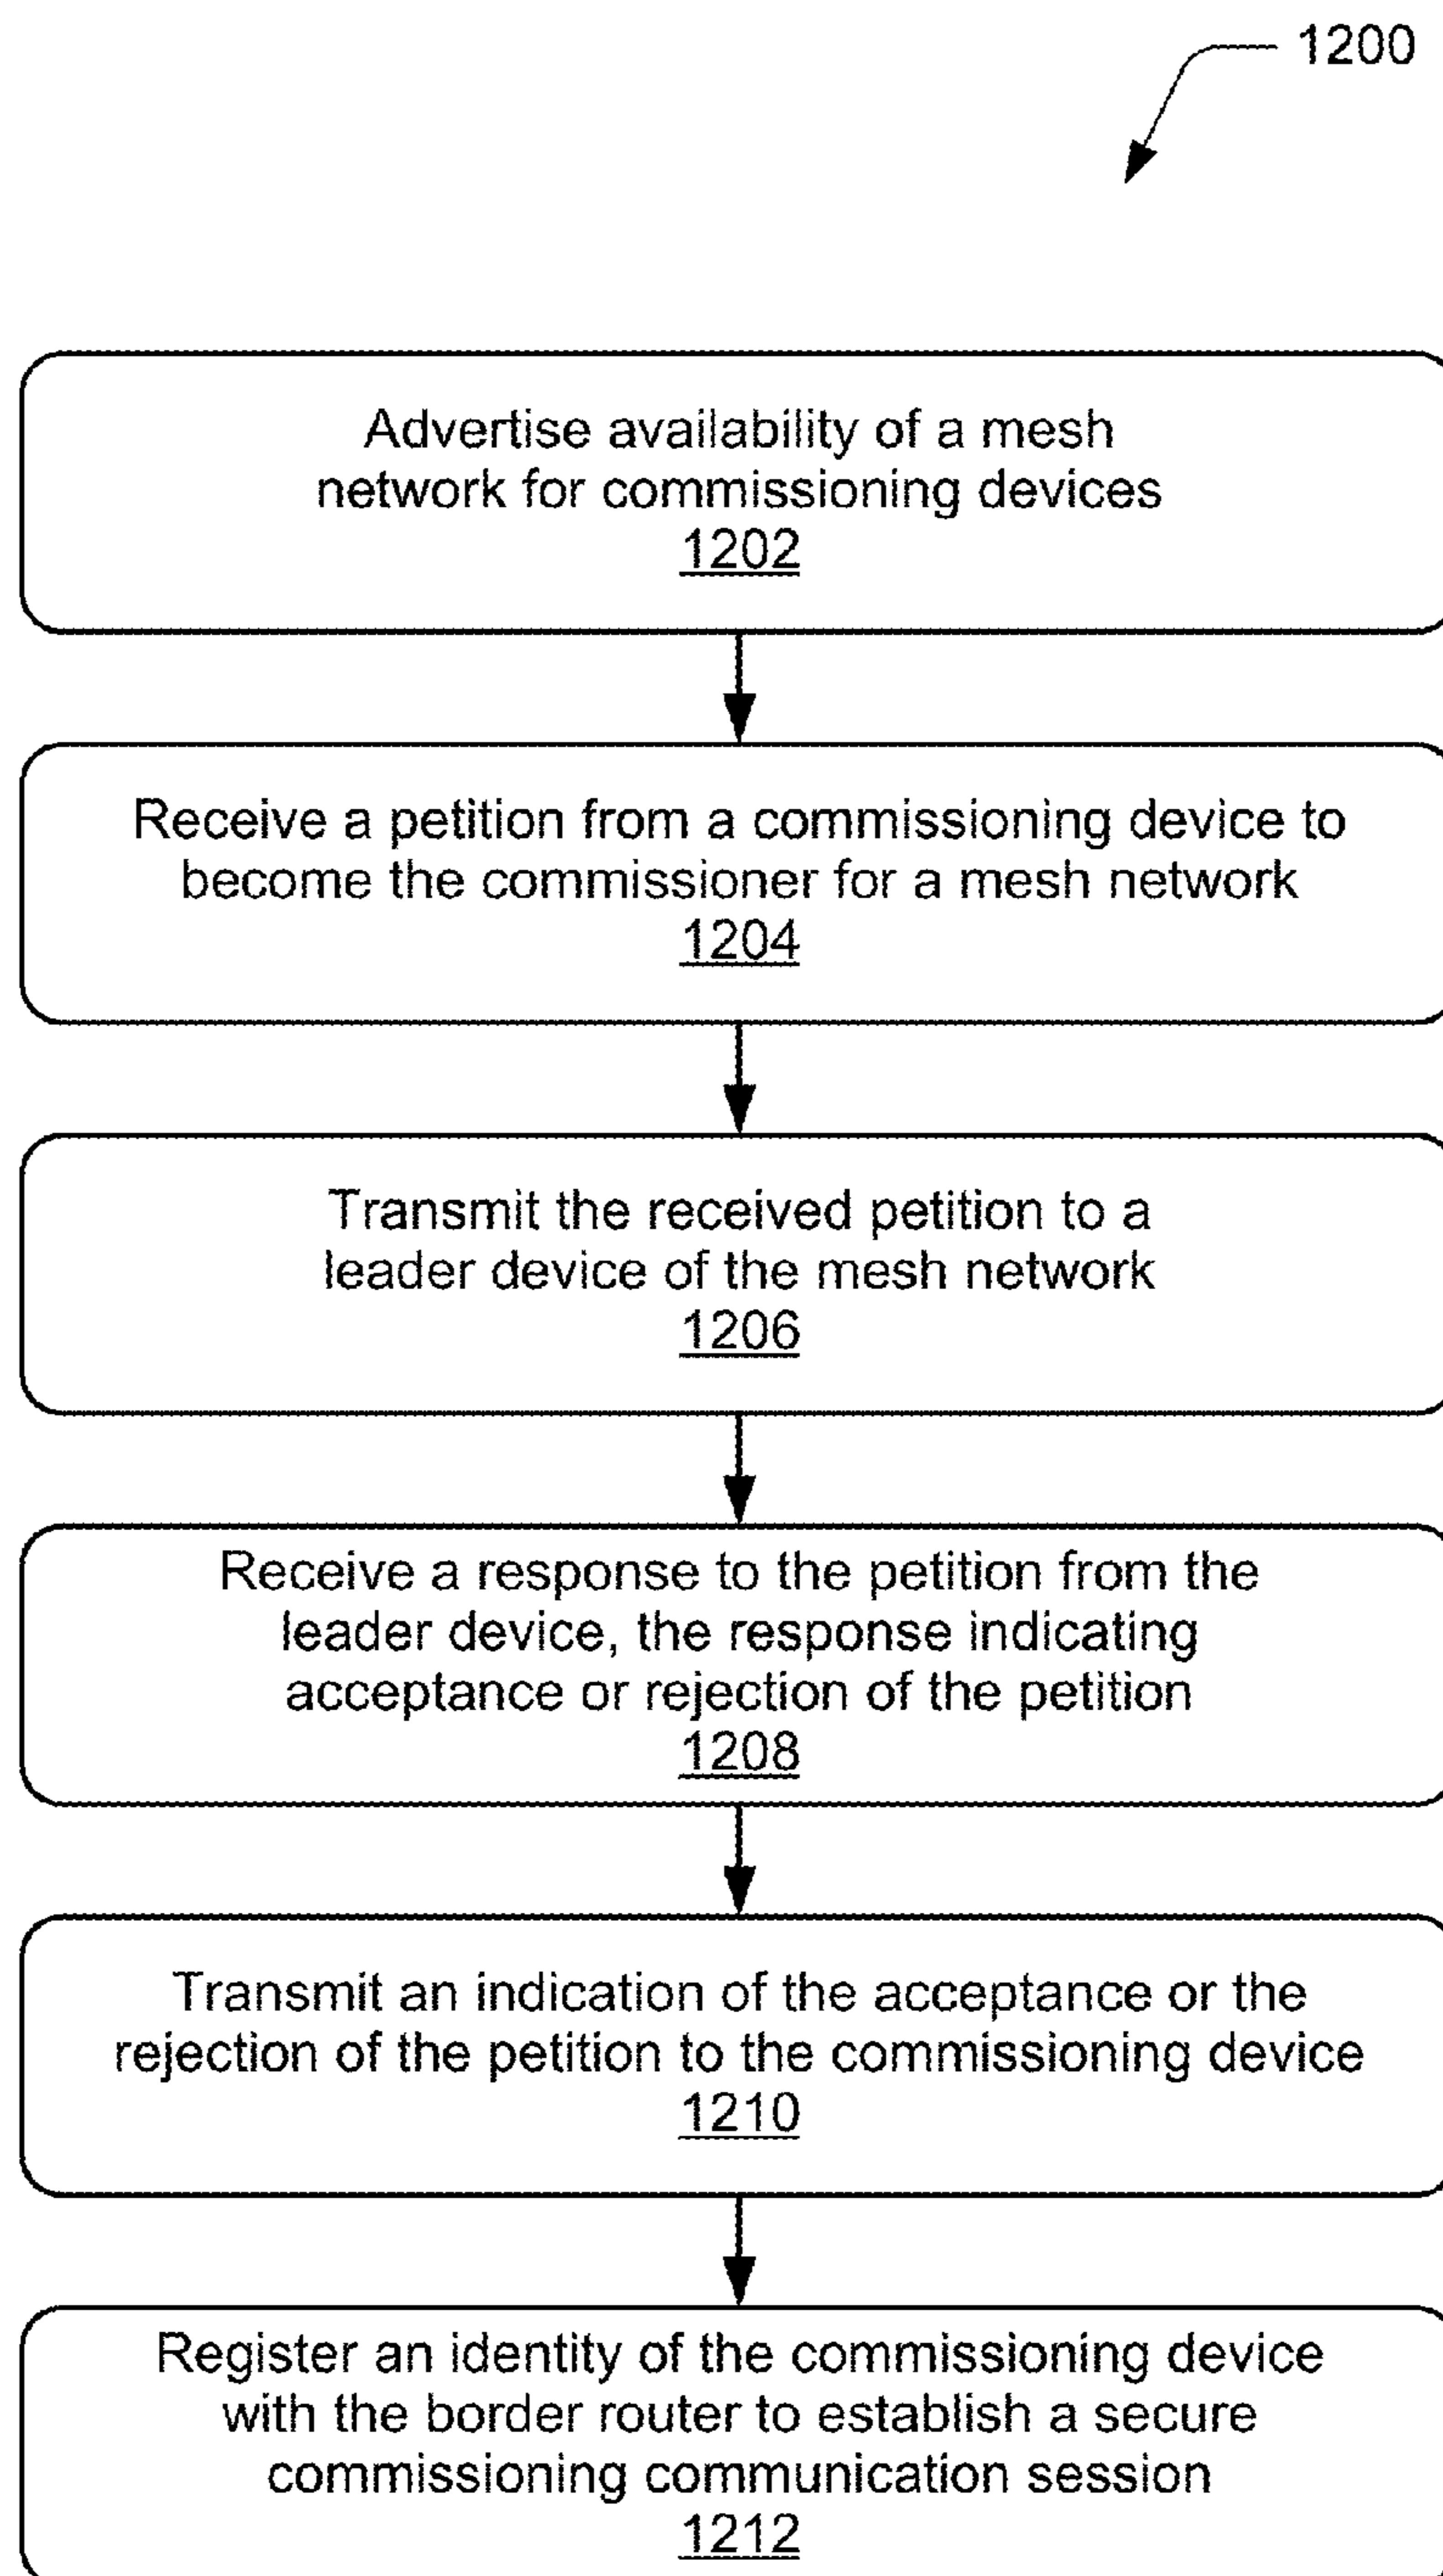 1200
Advertise availability of a mesh
network for commissioning devices
1202
Receive a petition from a commissioning device to
become the commissioner for a mesh network
1204
Transmit the received petition to a
leader device of the mesh network
1206
Receive a response to the petition from the
leader device, the response indicating
acceptance or rejection of the petition
1208
Transmit an indication of the acceptance or the
rejection of the petition to the commissioning device
1210
Register an identity of the commissioning device
with the border router to establish a secure
commissioning communication session
1212